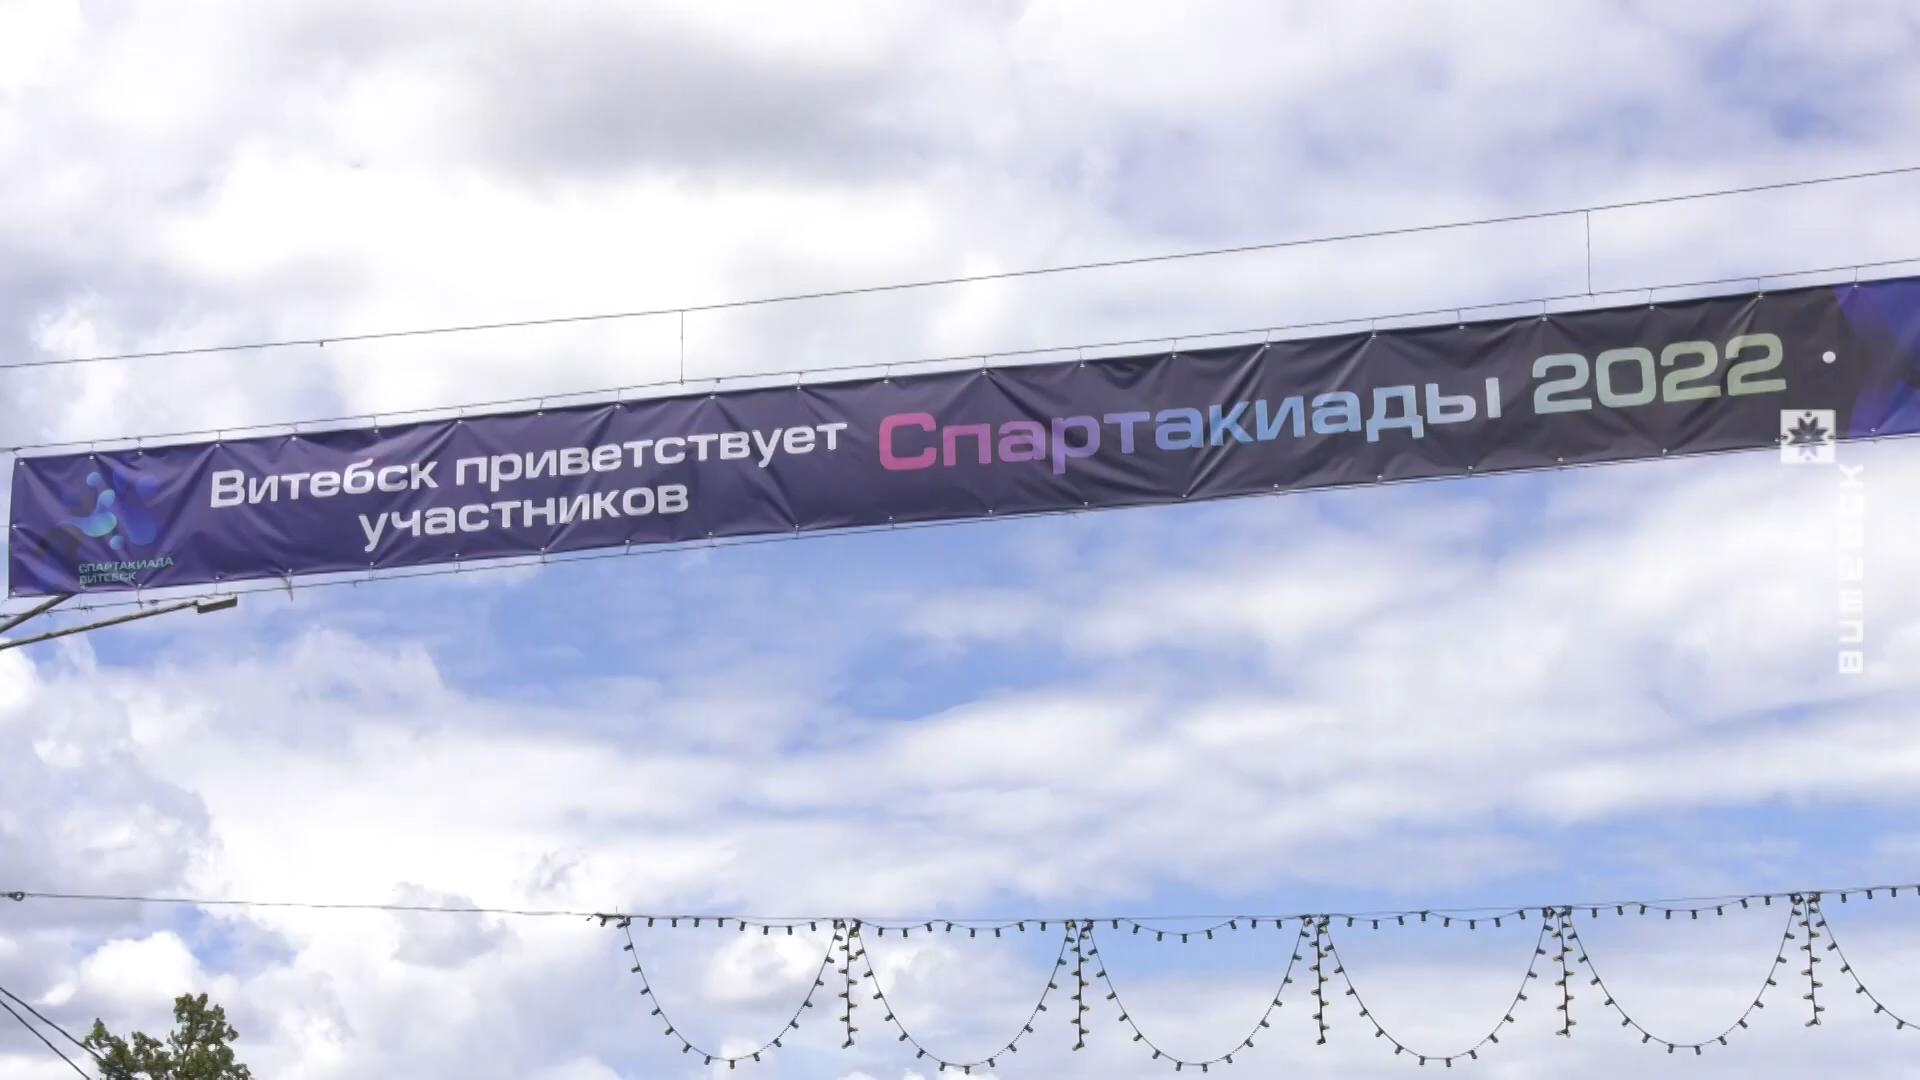 Витебск приветствует
участников
Спартакиады 2022
СПАРТАКИАДА
ВИТЕБСК
витебск